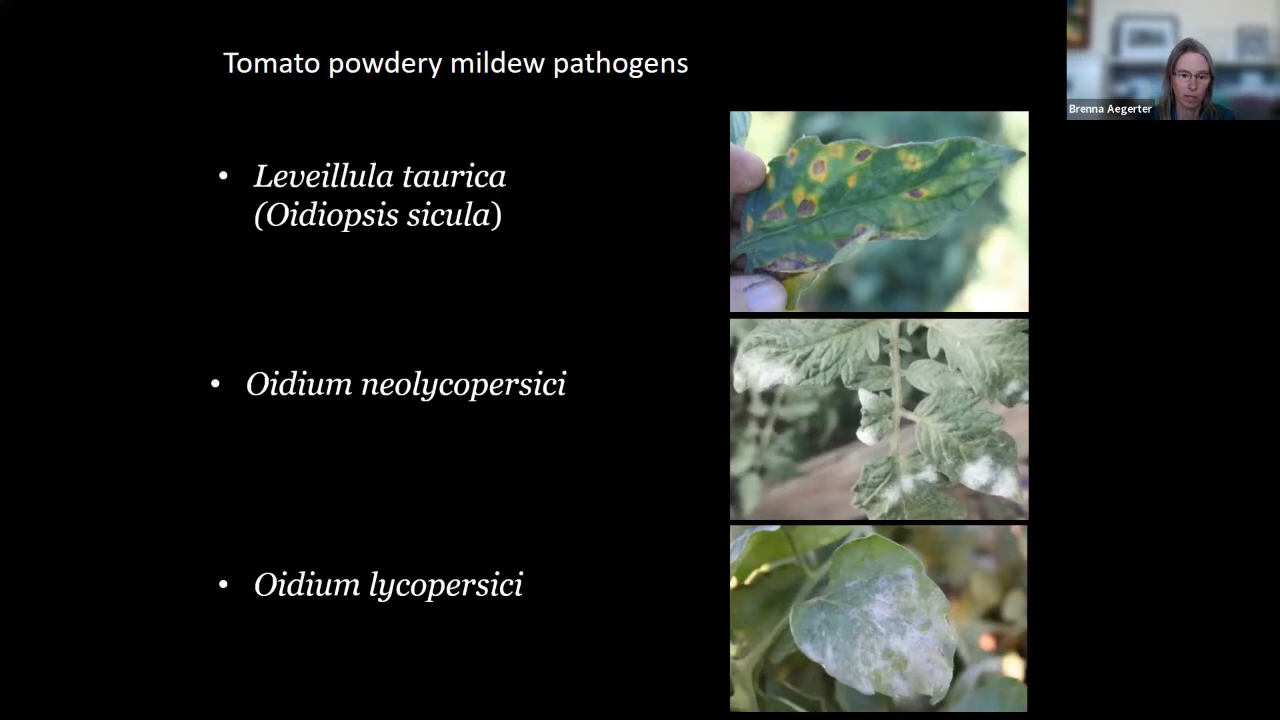 Tomato powdery mildew pathogens
Brenna Aegerter
• Leveillula taurica
(Oidiopsis sicula)
• Oidium neolycopersici
• Oidium lycopersici